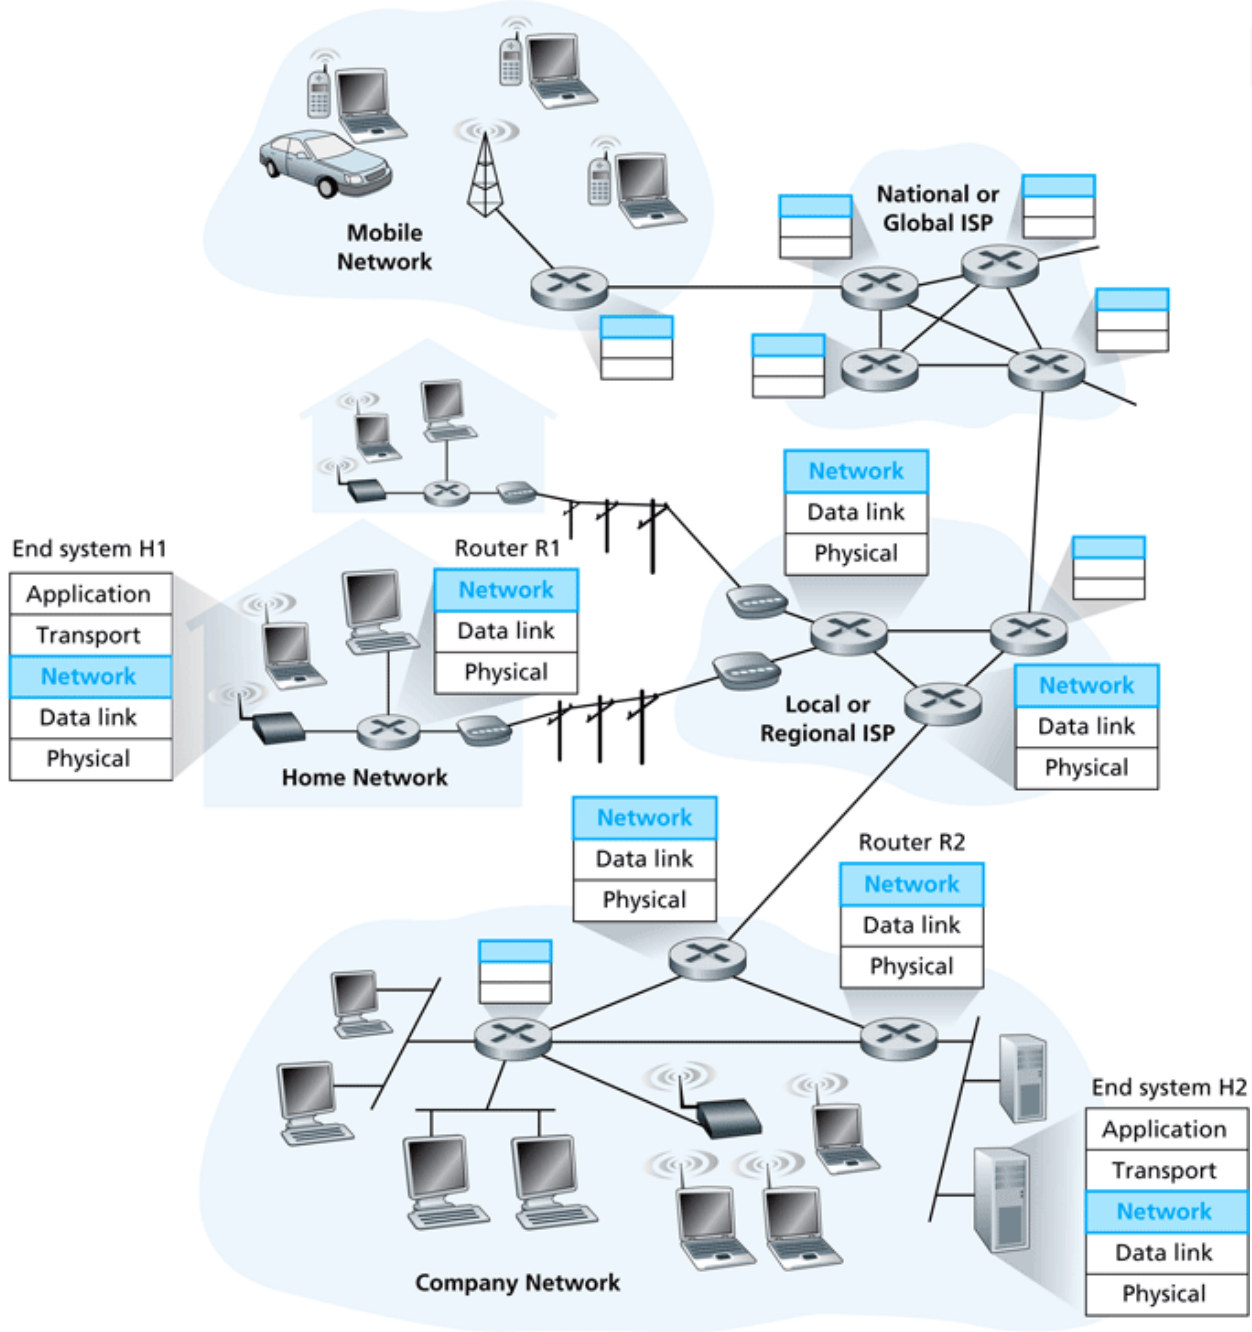 National or
Global ISP
Mobile
Network
Network
Data link
Physical
End system H1
Application
Transport
Network
Data link
Physical
Router R1
Network
Data link
Physical
Home Network
Local or
Regional ISP
Network
Data link
Physical
Network
Data link
Physical
Router R2
Network
Data link
Physical
End system H2
Application
Transport
Network
Data link
Physical
Company Network